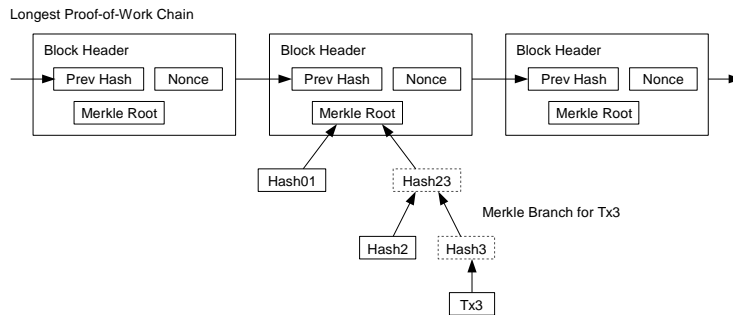 Longest Proof-of-Work Chain
Block Header Block Header Block Header
Prev Hash Nonce Prev Hash Nonce Prev Hash Nonce
Merkle Root Merkle Root Merkle Root
Hash01 Hash23
Merkle Branch for Tx3
Hash2 Hash3
Tx3